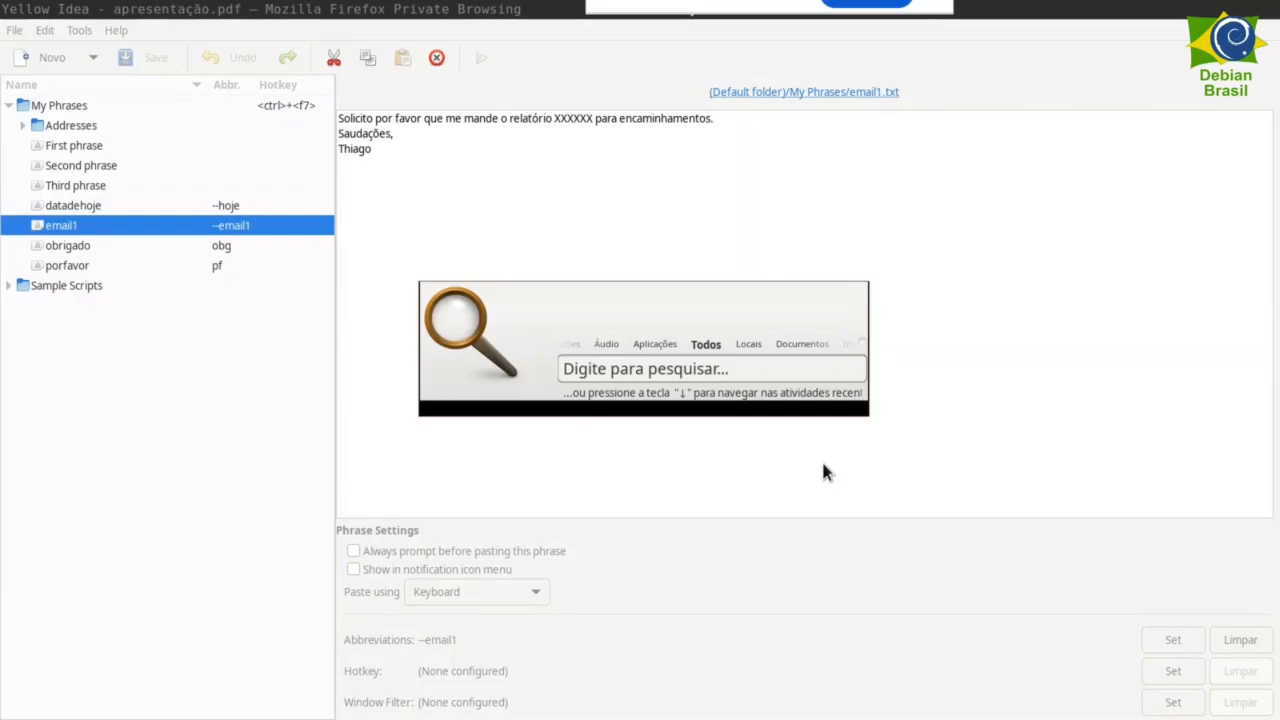 Yellow Idea - apresentação.pdf — Mozilla Firefox Private Browsing
File Edit Tools Help
Novo Save Undo
Debian
Brasil
Name Abbr. Hotkey
(Default folder)/My Phrases/email1.txt
My Phrases <ctrl>+<f7>
Addresses
First phrase
Second phrase
Third phrase
datadehoje --hoje
email1 --email1
obrigado obg
porfavor pf
Sample Scripts
Solicito por favor que me mande o relatório XXXXXX para encaminhamentos.
Saudações,
Thiago
Áudio Aplicações Todos Locais Documentos
Digite para pesquisar...
...ou pressione a tecla "↓" para navegar nas atividades recent
Phrase Settings
Always prompt before pasting this phrase
Show in notification icon menu
Paste using Keyboard
Abbreviations: --email1 Set Limpar
Hotkey: (None configured) Set Limpar
Window Filter: (None configured) Set Limpar